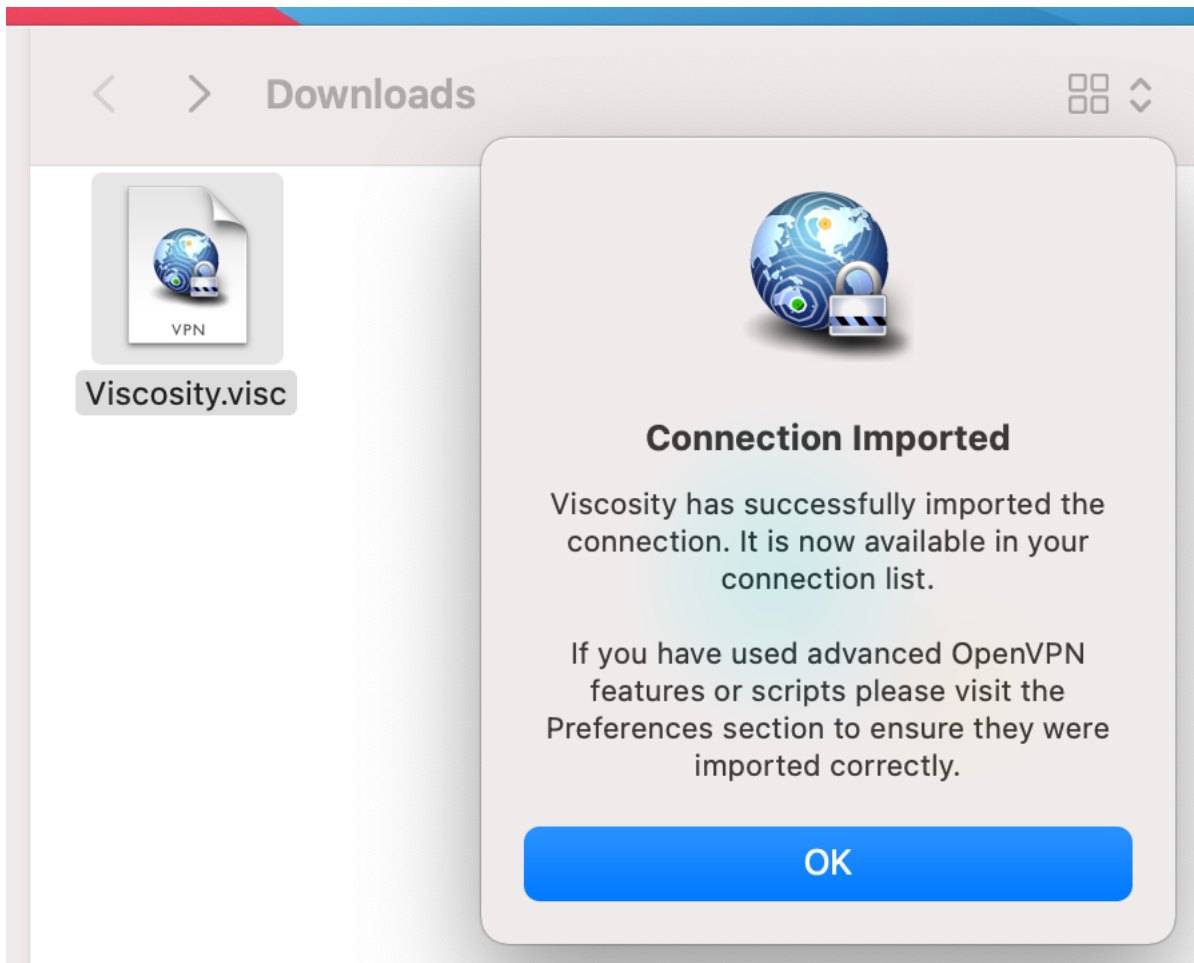 Downloads
VPN
Viscosity.visc
Connection Imported
Viscosity has successfully imported the
connection. It is now available in your
connection list.
If you have used advanced OpenVPN
features or scripts please visit the
Preferences section to ensure they were
imported correctly.
OK